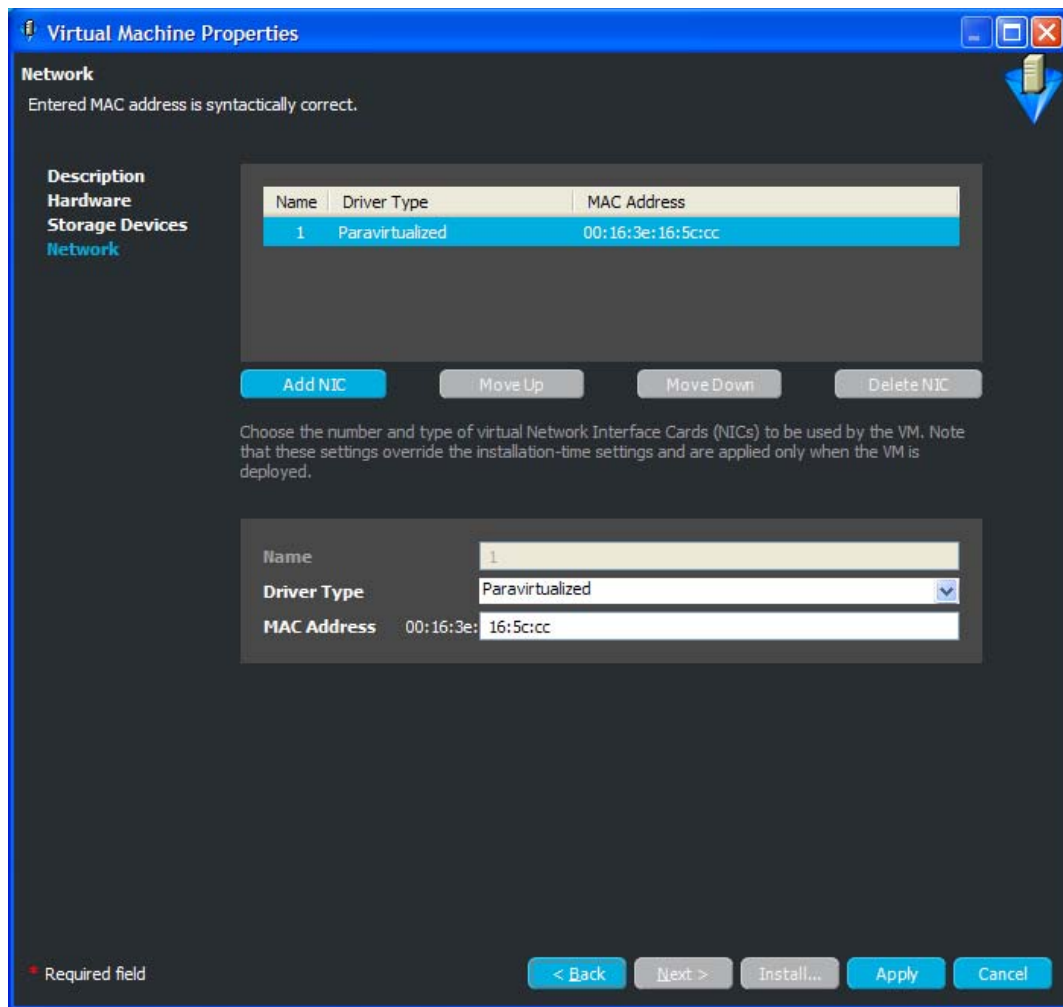 Virtual Machine Properties
Network
Entered MAC address is syntactically correct.
Description
Hardware
Storage Devices
Network
Name Driver Type MAC Address
1 Paravirtualized 00:16:3e:16:5c:cc
Add NIC Move Up Move Down Delete NIC
Choose the number and type of virtual Network Interface Cards (NICs) to be used by the VM. Note
that these settings override the installation-time settings and are applied only when the VM is
deployed.
Name 1
Driver Type Paravirtualized
MAC Address 00:16:3e: 16:5c:cc
* Required field < Back Next > Install... Apply Cancel